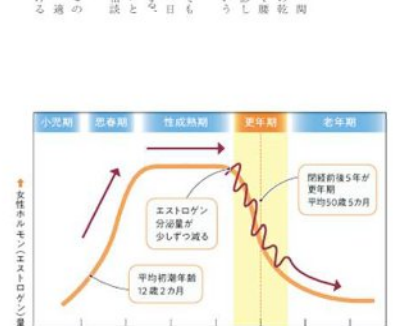 小児期
思春期
性成熟期
更年期
老年期
↑女性ホルモン(エストロゲン)量
エストロゲン
分泌量が
少しずつ減る
閉経前後5年が
更年期
平均50歳5カ月
平均初潮年齢
12歳2カ月